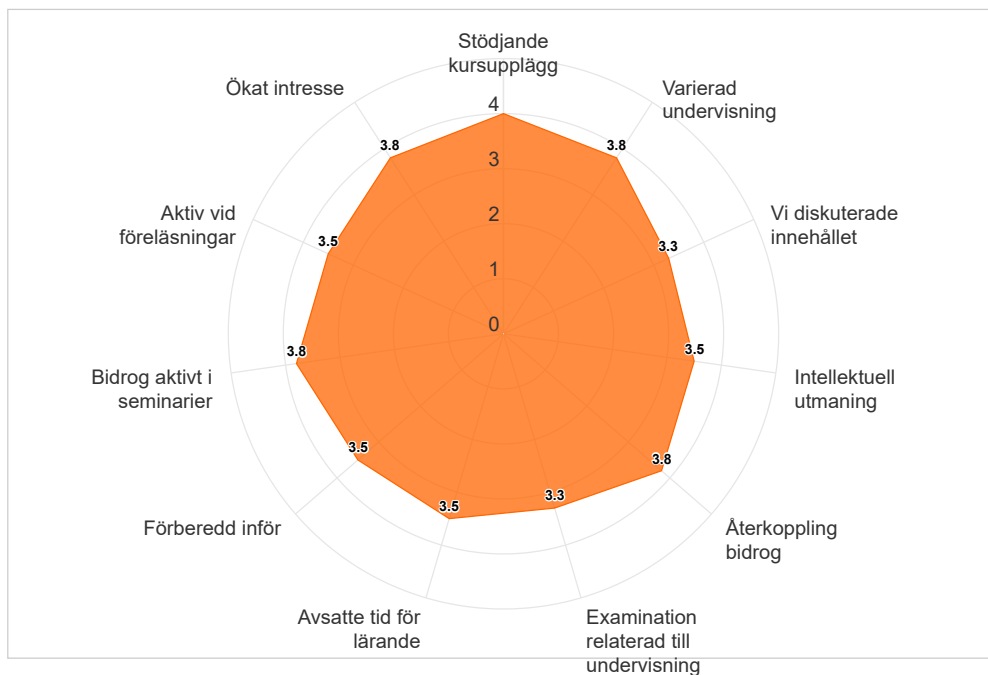 Stödjande
kursupplägg
Ökat intresse
Varierad
undervisning
4
3.8
3.8
3
Aktiv vid
föreläsningar
Vi diskuterade
innehållet
2
3.5
3.3
1
0
3.8
3.5
Bidrog aktivt i
seminarier
Intellektuell
utmaning
3.5
3.8
3.5
3.3
Förberedd inför
Återkoppling
bidrog
Avsatte tid för
lärande
Examination
relaterad till
undervisning